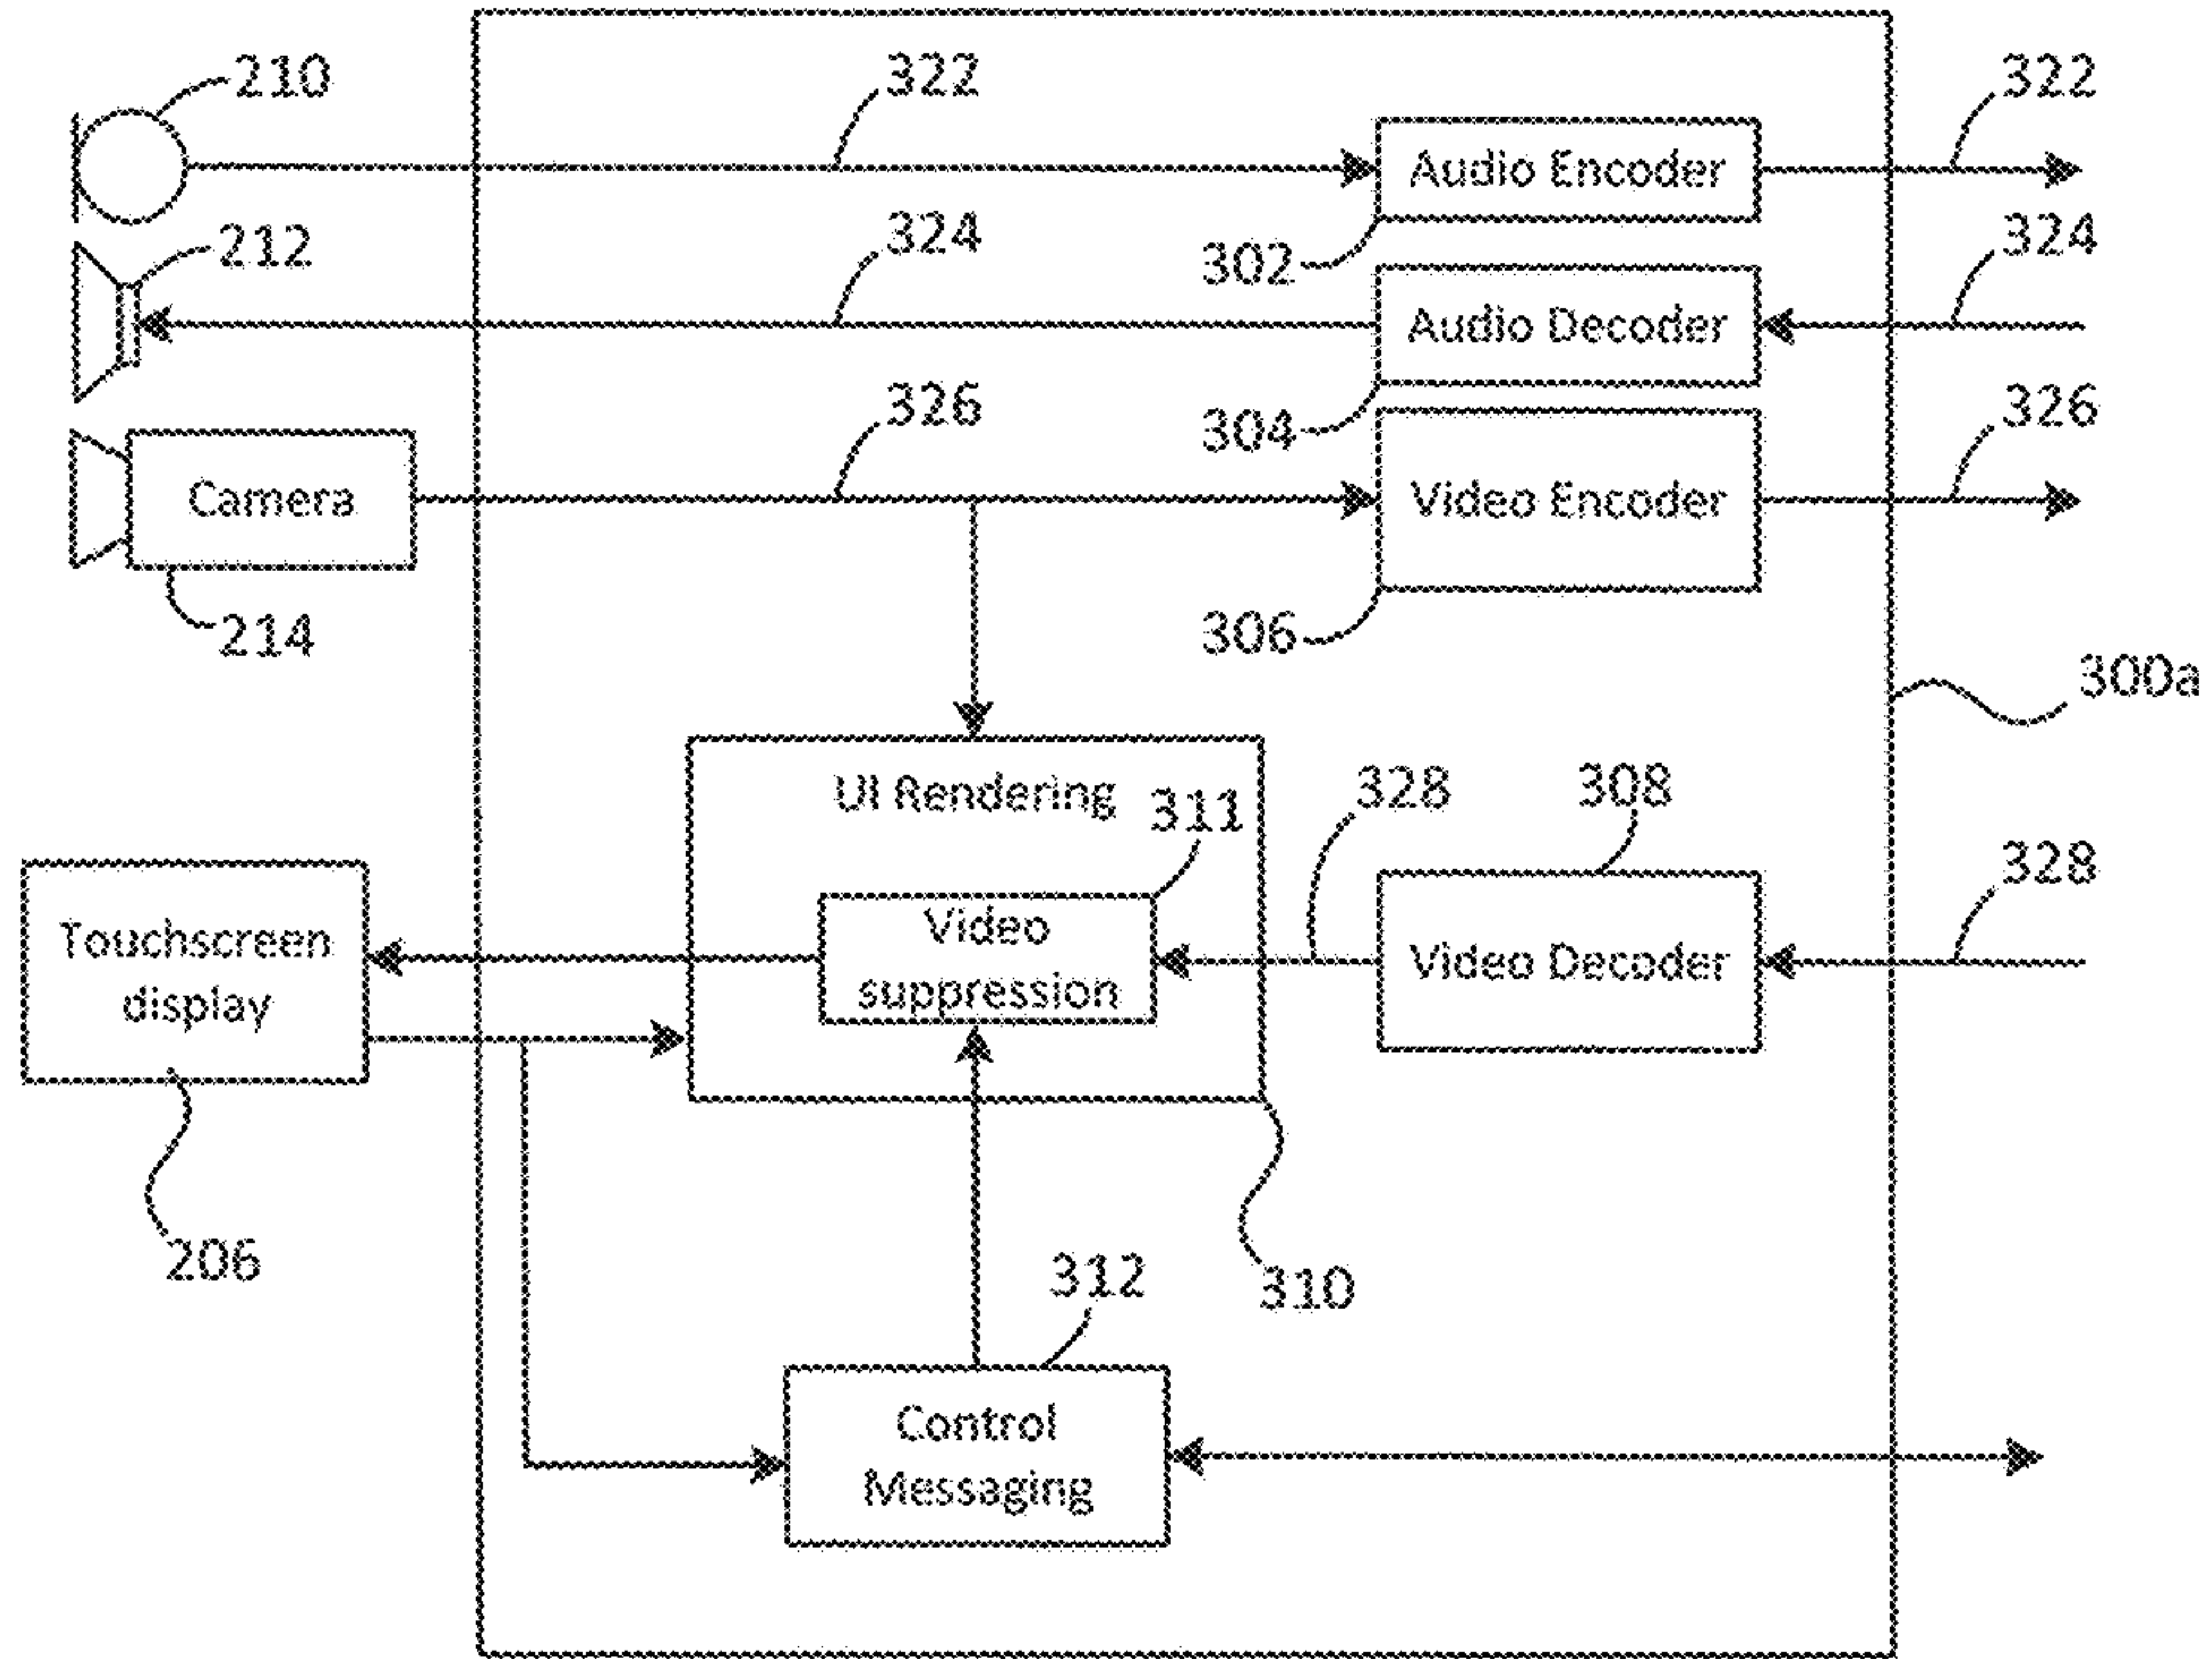 210
322
322
Audio Encoder
302
212
324
324
Audio Decoder
304
326
326
Camera
Video Encoder
214
306
300a
UI Rendering
311
328
308
328
Touchscreen
display
Video
suppression
Video Decoder
206
310
312
Control
Messaging